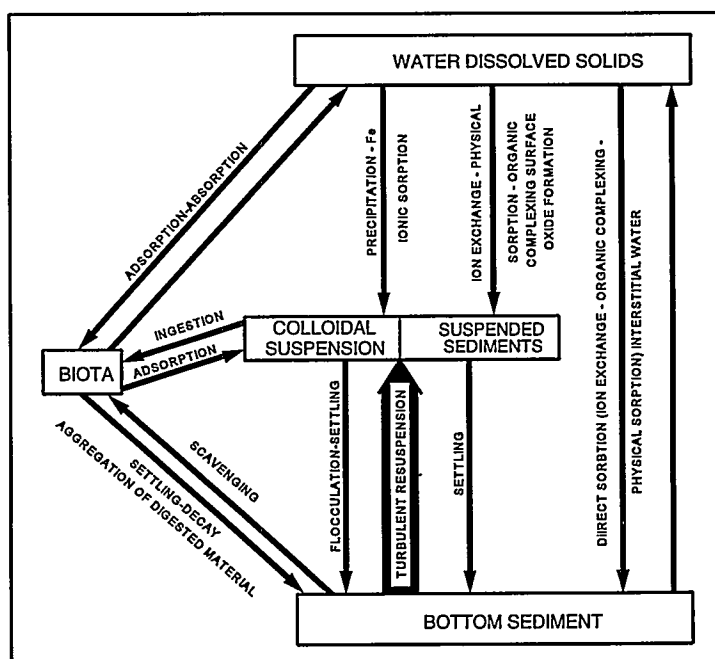 WATER DISSOLVED SOLIDS
ADSORPTION-ABSORPTION
PRECIPITATION - Fe
IONIC SORPTION
ION EXCHANGE - PHYSICAL
SORPTION - ORGANIC
COMPLEXING SURFACE
OXIDE FORMATION
DIIRECT SORBTION (ION EXCHANGE - ORGANIC COMPLEXING -
PHYSICAL SORPTION) INTERSTITIAL WATER
INGESTION
ADSORPTION
COLLOIDAL
SUSPENSION
SUSPENDED
SEDIMENTS
BIOTA
SCAVENGING
SETTLING-DECAY
AGGREGATION OF DIGESTED MATERIAL
FLOCCULATION-SETTLING
TURBULENT RESUSPENSION
SETTLING
BOTTOM SEDIMENT